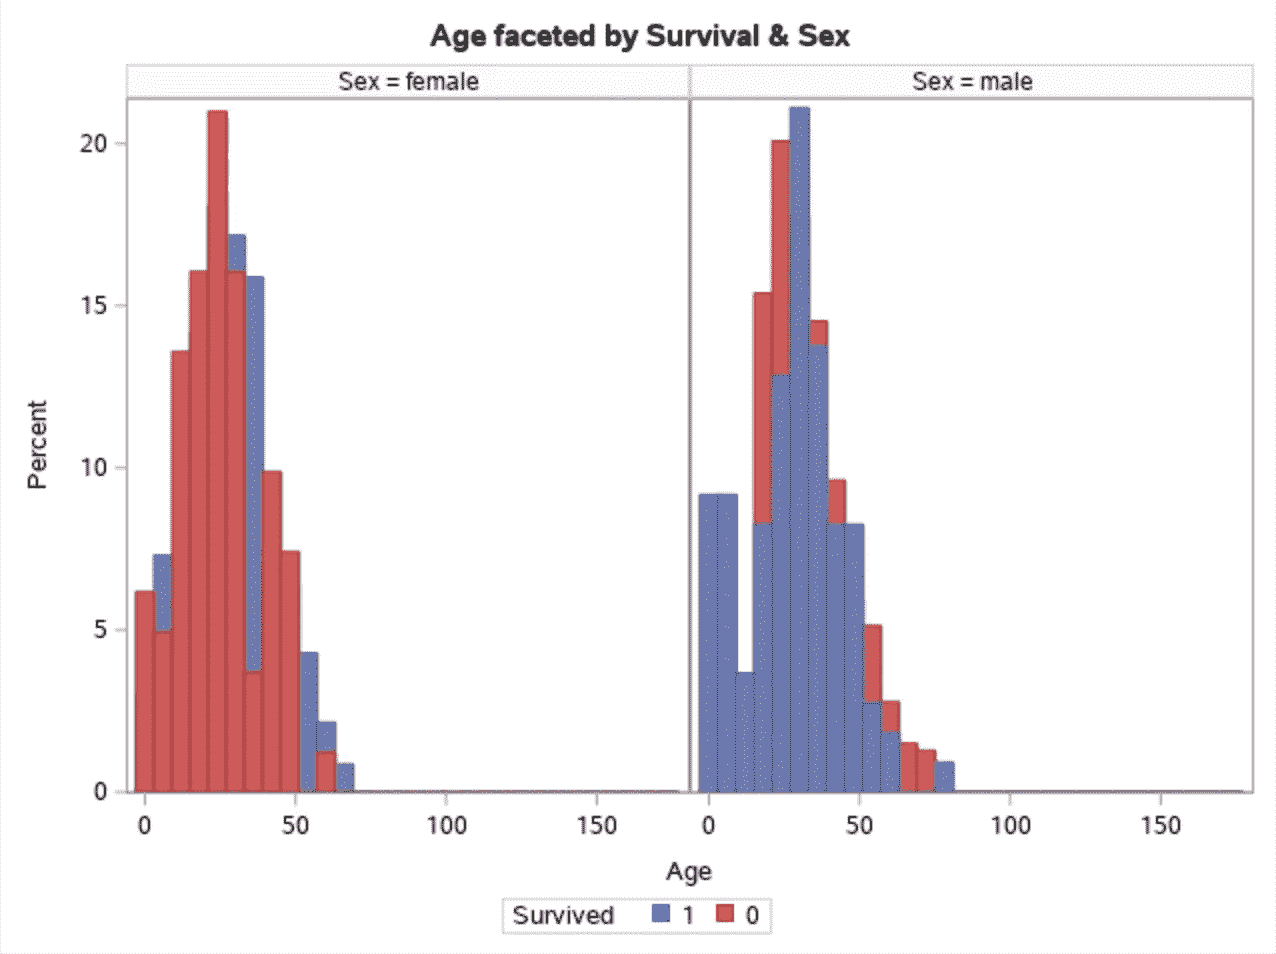 Age faceted by Survival & Sex
Sex = female
Sex = male
Percent
20
15
10
5
0
0 50 100 150
0 50 100 150
Age
Survived 1 0